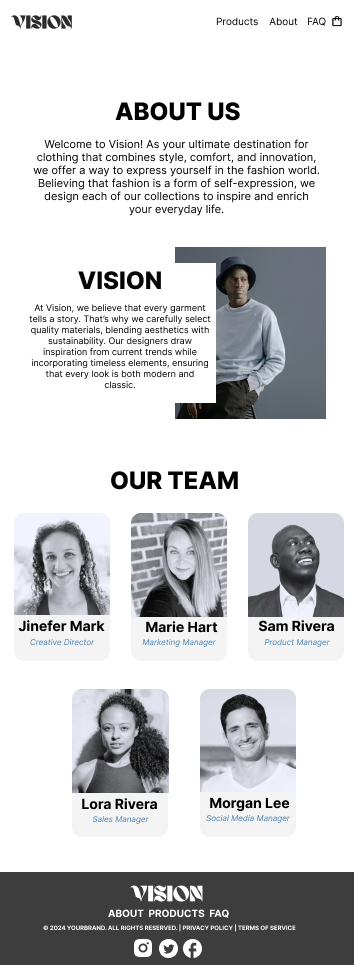 VISION
Products About FAQ
ABOUT US
Welcome to Vision! As your ultimate destination for
clothing that combines style, comfort, and innovation,
we offer a way to express yourself in the fashion world.
Believing that fashion is a form of self-expression, we
design each of our collections to inspire and enrich
your everyday life.
VISION
At Vision, we believe that every garment
tells a story. That's why we carefully select
quality materials, blending aesthetics with
sustainability. Our designers draw
inspiration from current trends while
incorporating timeless elements, ensuring
that every look is both modern and
classic.
OUR TEAM
Jinefer Mark
Creative Director
Marie Hart
Marketing Manager
Sam Rivera
Product Manager
Lora Rivera
Sales Manager
Morgan Lee
Social Media Manager
VISION
ABOUT PRODUCTS FAQ
© 2024 YOURBRAND. ALL RIGHTS RESERVED. | PRIVACY POLICY | TERMS OF SERVICE